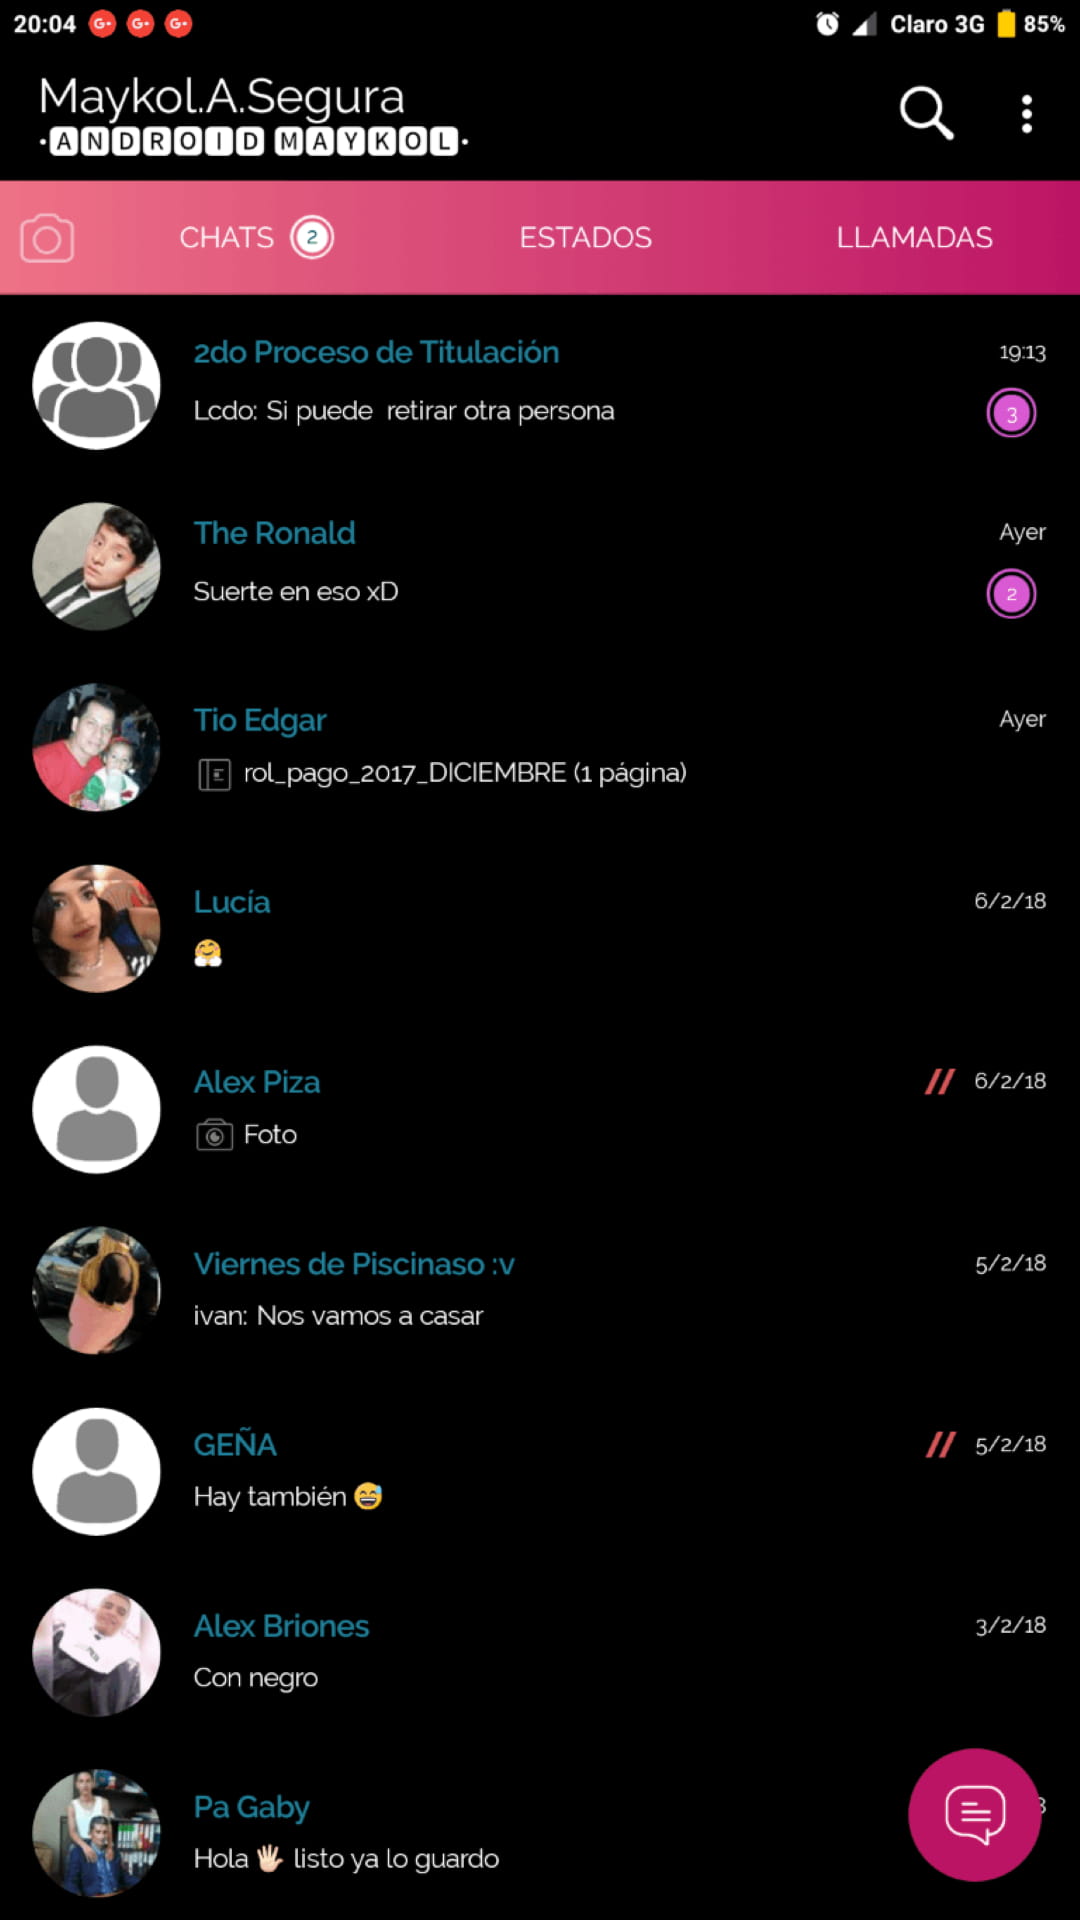 20:04 G+ G+ G+ Claro 3G 85%
Maykol.A.Segura
·ANDROID MAYKOL·
CHATS 2 ESTADOS LLAMADAS
2do Proceso de Titulación 19:13
Lcdo: Si puede retirar otra persona 3
The Ronald Ayer
Suerte en eso xD 2
Tio Edgar Ayer
rol_pago_2017_DICIEMBRE (1 página)
Lucía 6/2/18
🤗
Alex Piza // 6/2/18
Foto
Viernes de Piscinaso :v 5/2/18
ivan: Nos vamos a casar
GEÑA // 5/2/18
Hay también 😅
Alex Briones 3/2/18
Con negro
Pa Gaby
Hola 🖐🏻 listo ya lo guardo